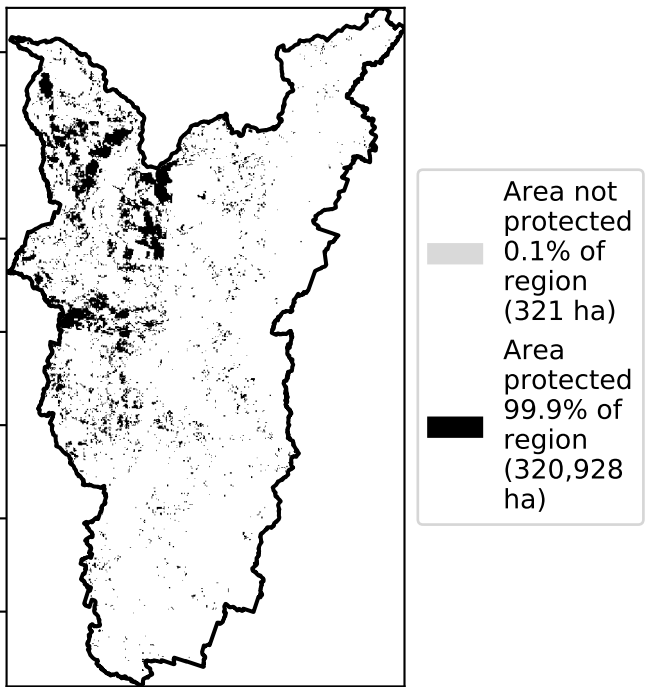 Area not
protected
0.1% of
region
(321 ha)
Area
protected
99.9% of
region
(320,928
ha)